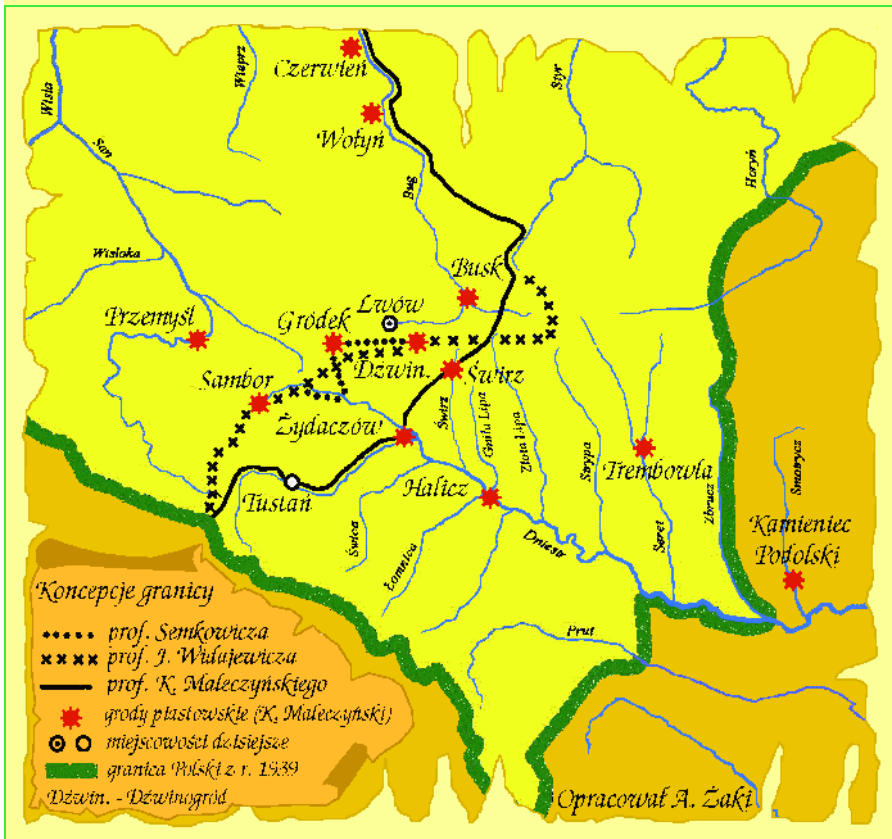 Czerwień
Wisła
Wieprz
Styr
Wołyń
San
Horyń
Bug
Wisłoka
Busk
Lwów
Przemyśl
Gródek
Dźwin.
Świrz
Sambor
Żydaczów
Świrz
Gniła Lipa
Złota Lipa
Strypa
Trembowla
Smotrycz
Tustań
Halicz
Seret
Zbrucz
Kamieniec
Podolski
Świca
Łomnica
Dniestr
Prut
Koncepcje granicy
prof. Semkowicza
prof. J. Widajewicza
prof. K. Maleczyńskiego
grody piastowskie (K. Maleczyński)
miejscowości dzisiejsze
granica Polski z r. 1939
Dźwin. - Dźwinogród
Opracował A. Żaki